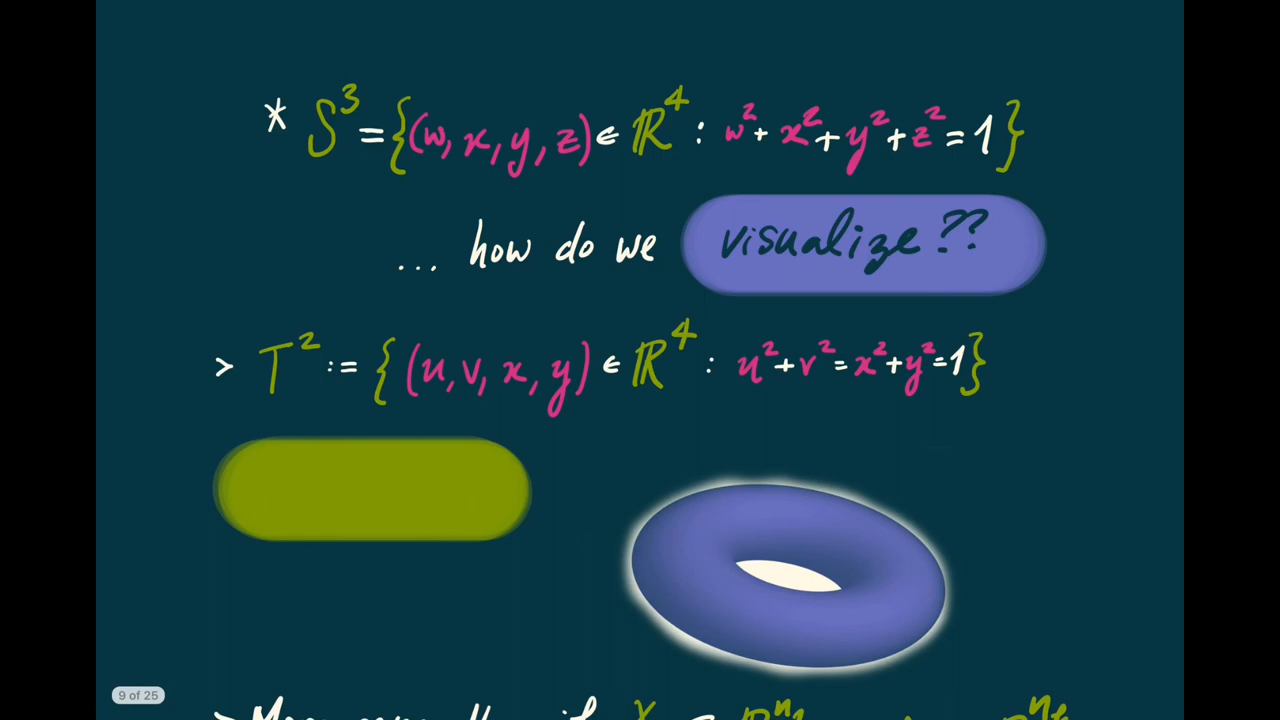 * S³ = {(w, x, y, z) ∈ ℝ⁴ : w² + x² + y² + z² = 1}
... how do we visualize ??
> T² := {(u, v, x, y) ∈ ℝ⁴ : u² + v² = x² + y² = 1}
9 of 25